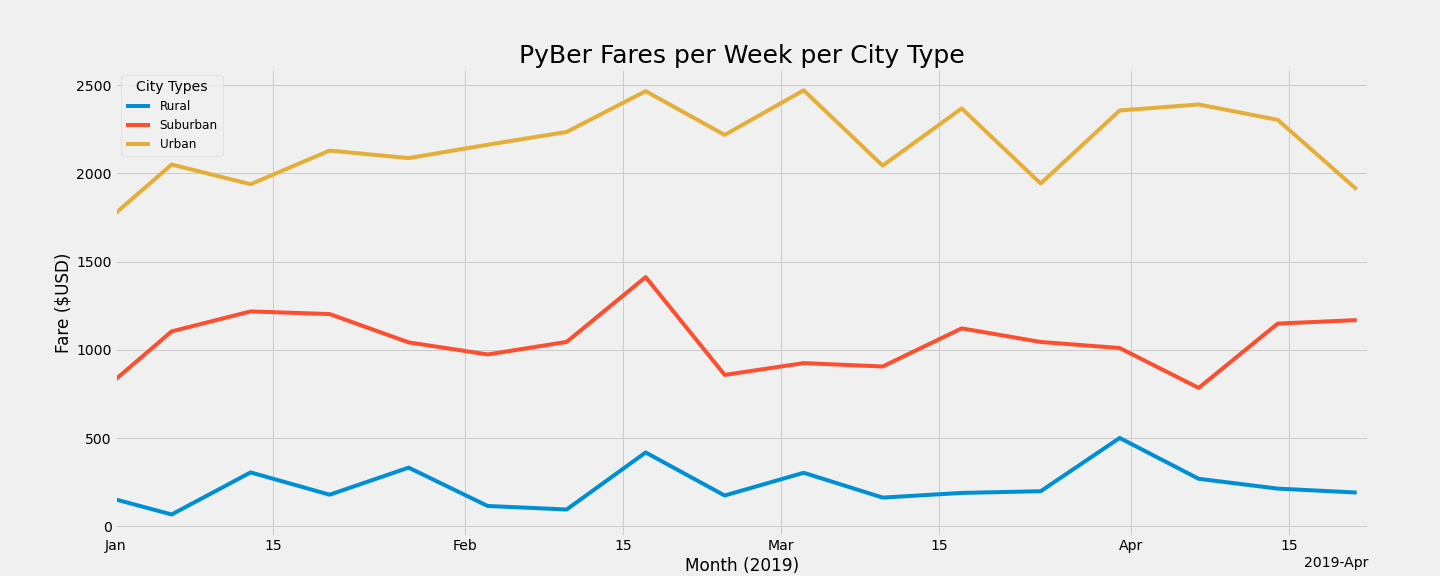 PyBer Fares per Week per City Type
City Types
Rural
Suburban
Urban
Fare ($USD)
2500
2000
1500
1000
500
0
Jan 15 Feb 15 Mar 15 Apr 15
2019-Apr
Month (2019)